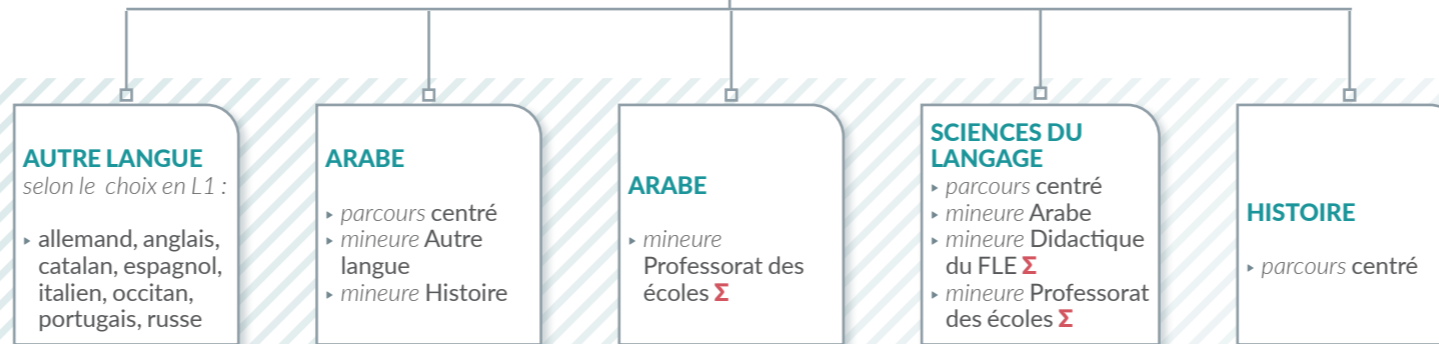 AUTRE LANGUE
selon le choix en L1 :
▸ allemand, anglais,
catalan, espagnol,
italien, occitan,
portugais, russe
ARABE
▸ parcours centré
▸ mineure Autre
langue
▸ mineure Histoire
ARABE
▸ mineure
Professorat des
écoles Σ
SCIENCES DU
LANGAGE
▸ parcours centré
▸ mineure Arabe
▸ mineure Didactique
du FLE Σ
▸ mineure Professorat
des écoles Σ
HISTOIRE
▸ parcours centré